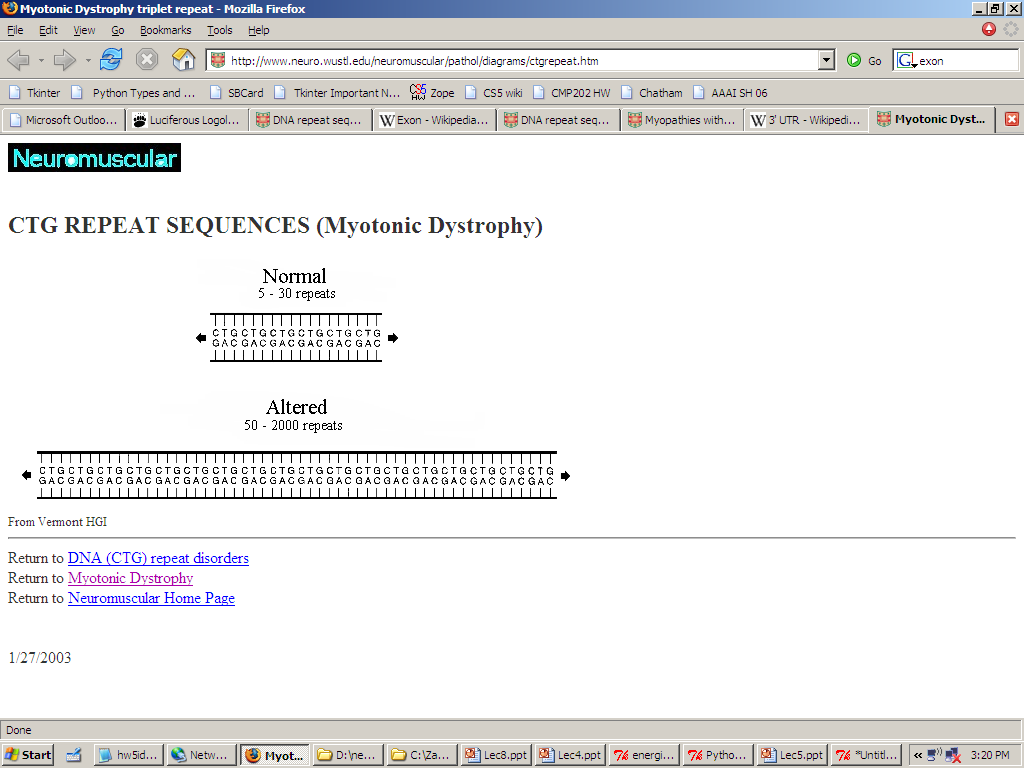 Myotonic Dystrophy triplet repeat - Mozilla Firefox
File Edit View Go Bookmarks Tools Help
http://www.neuro.wustl.edu/neuromuscular/pathol/diagrams/ctgrepeat.htm Go G exon
Tkinter Python Types and ... SBCard Tkinter Important N... CS5 HW Zope CS5 wiki CMP202 HW Chatham AAAI SH 06
Microsoft Outloo... Luciferous Logol... DNA repeat seq... W Exon - Wikipedia... DNA repeat seq... Myopathies with... W 3' UTR - Wikipedi... Myotonic Dyst...
Neuromuscular
CTG REPEAT SEQUENCES (Myotonic Dystrophy)
Normal
5 - 30 repeats
CTGCTGCTGCTGCTGCTG
GACGACGACGACGACGAC
Altered
50 - 2000 repeats
CTGCTGCTGCTGCTGCTGCTGCTGCTGCTGCTGCTGCTGCTGCTGCTGCTGCTGCTGCTG
GACGACGACGACGACGACGACGACGACGACGACGACGACGACGACGACGACGACGACGAC
From Vermont HGI
Return to DNA (CTG) repeat disorders
Return to Myotonic Dystrophy
Return to Neuromuscular Home Page
1/27/2003
Done
Start hw5id... Netw... Myot... D:\ne... C:\Za... Lec8.ppt Lec4.ppt energi... Pytho... Lec5.ppt *Untitl... « 3:20 PM